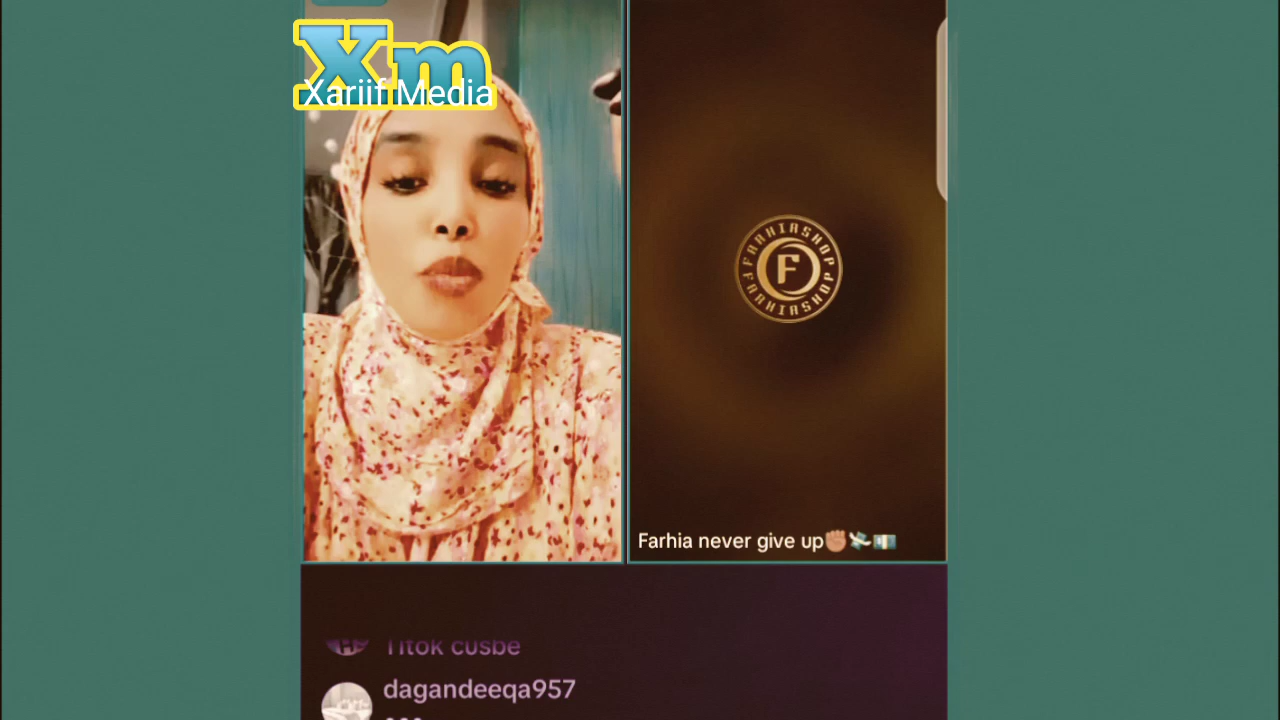 Xm
Xariif Media
FARHIASHOP
F
FARHIASHOP
Farhia never give up✊🏽💸💵
Titok cusbe
dagandeeqa957